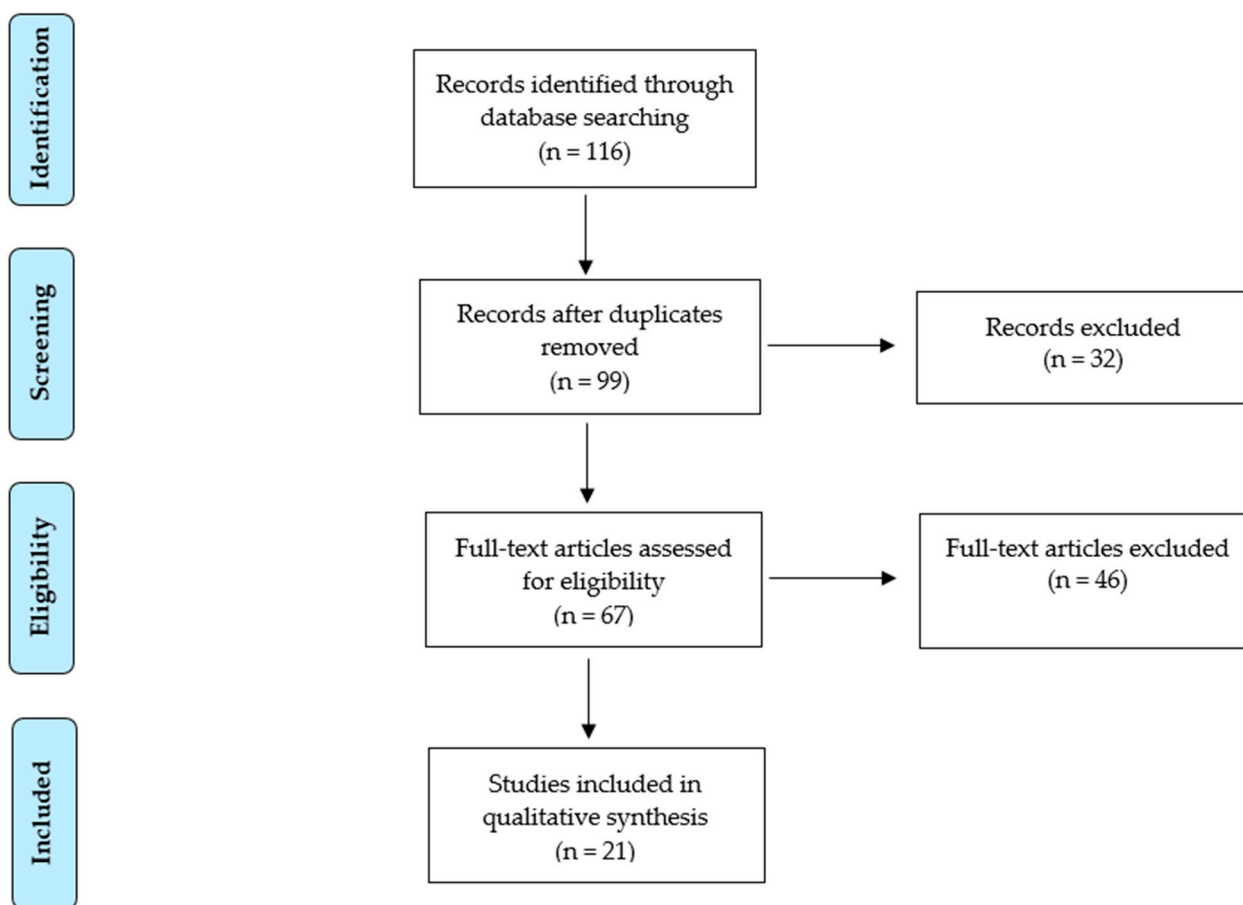 Identification
Records identified through
database searching
(n = 116)
Screening
Records after duplicates
removed
(n = 99)
Records excluded
(n = 32)
Eligibility
Full-text articles assessed
for eligibility
(n = 67)
Full-text articles excluded
(n = 46)
Included
Studies included in
qualitative synthesis
(n = 21)